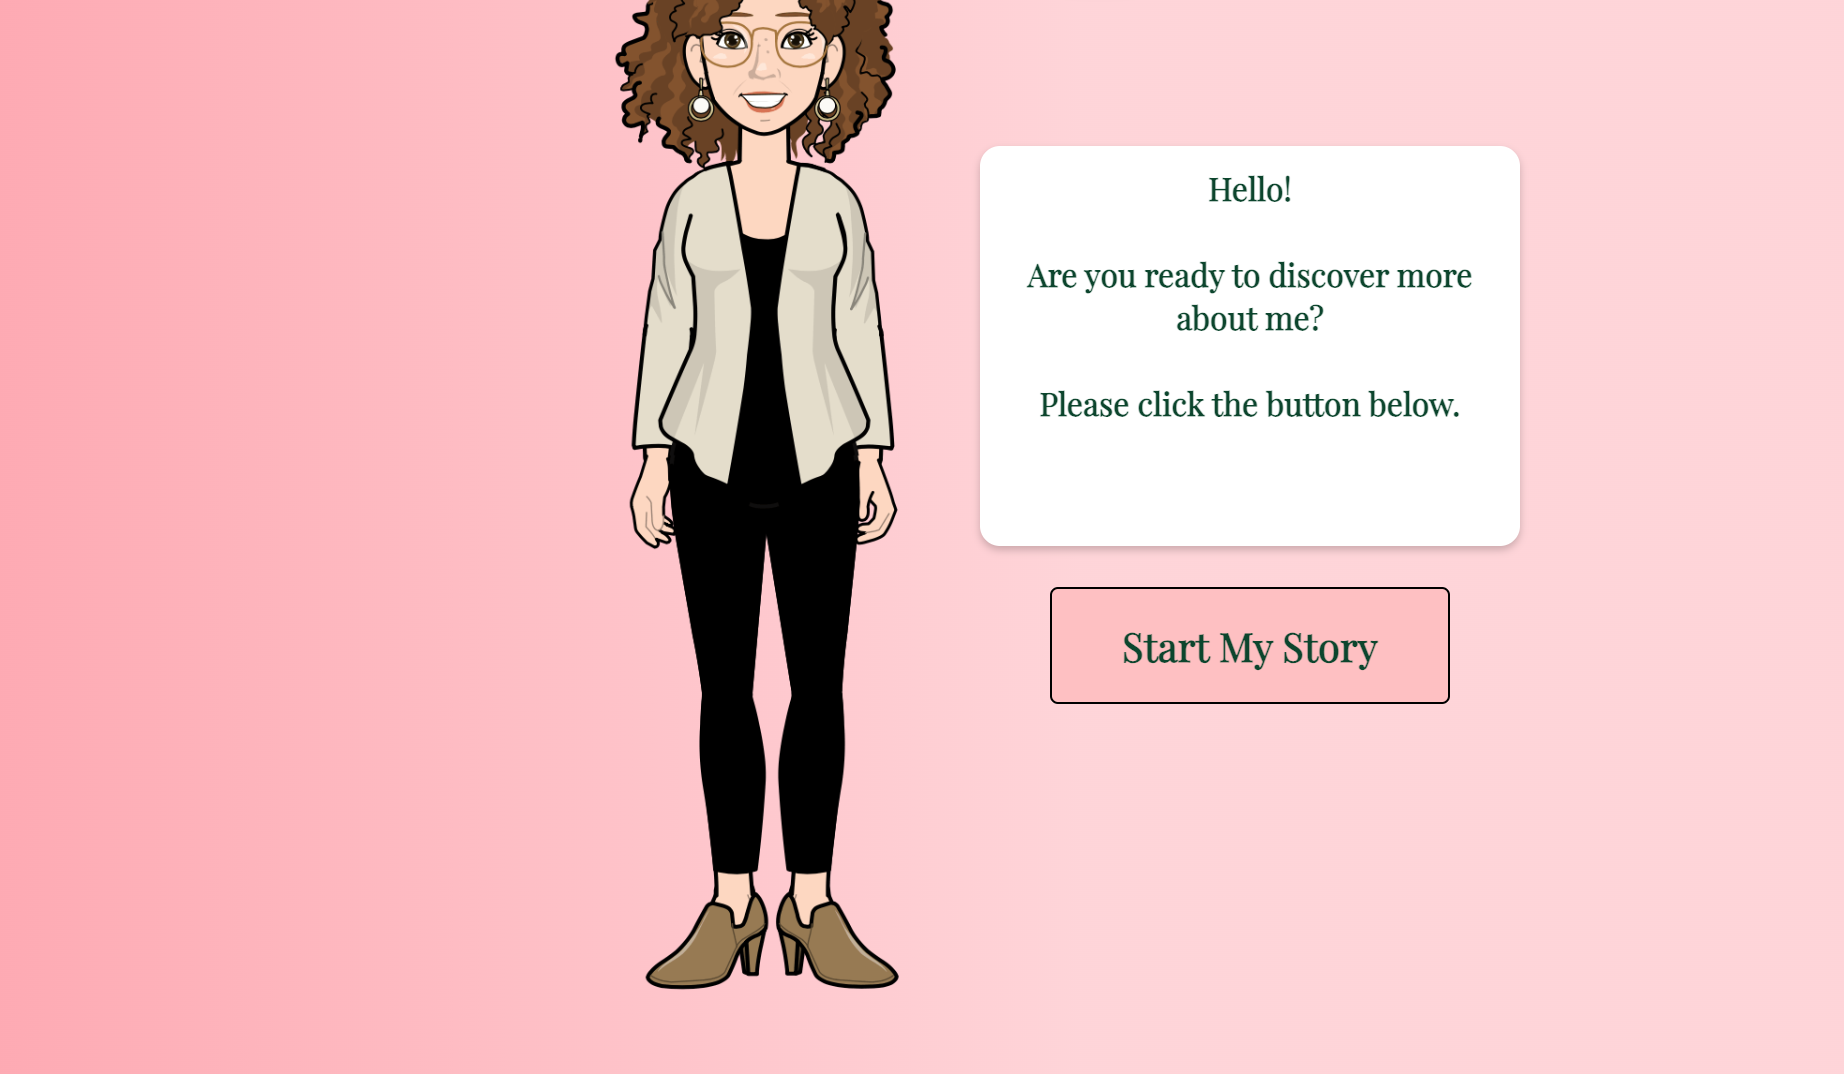 Hello!
Are you ready to discover more
about me?
Please click the button below.
Start My Story